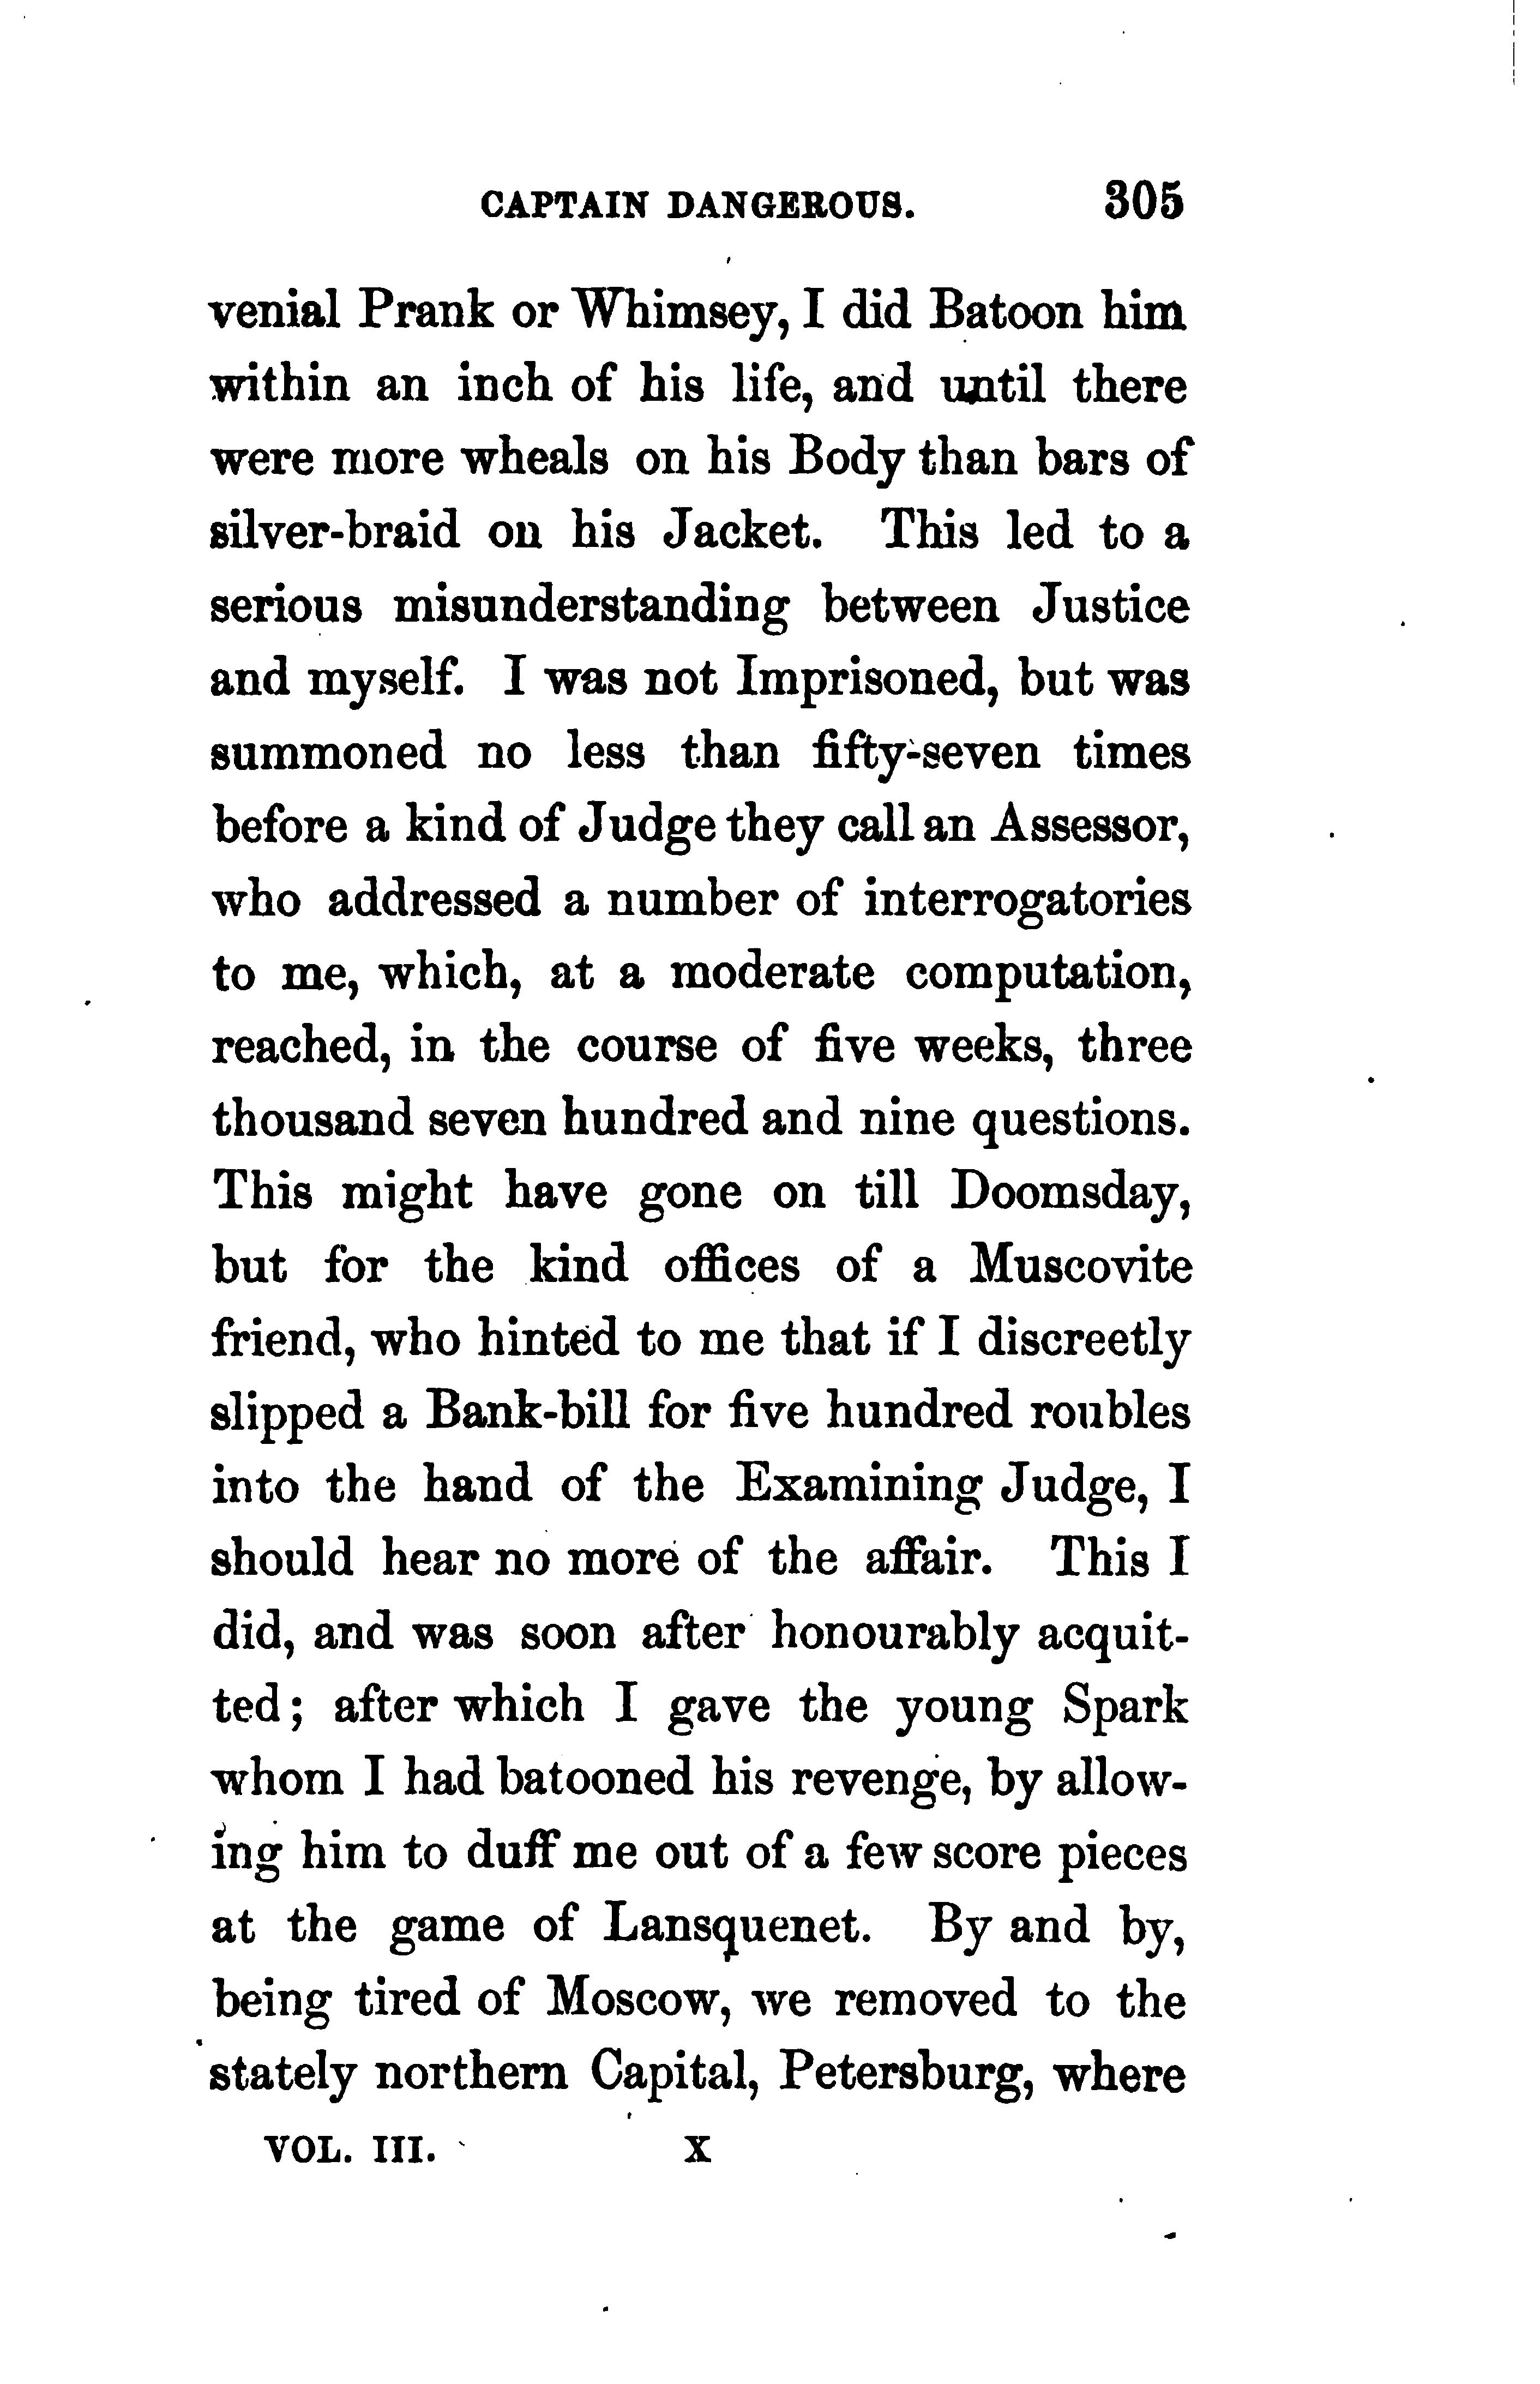 CAPTAIN DANGEROUS. 305
venial Prank or Whimsey, I did Batoon him
within an inch of his life, and until there
were more wheals on his Body than bars of
silver-braid on his Jacket. This led to a
serious misunderstanding between Justice
and myself. I was not Imprisoned, but was
summoned no less than fifty-seven times
before a kind of Judge they call an Assessor,
who addressed a number of interrogatories
to me, which, at a moderate computation,
reached, in the course of five weeks, three
thousand seven hundred and nine questions.
This might have gone on till Doomsday,
but for the kind offices of a Muscovite
friend, who hinted to me that if I discreetly
slipped a Bank-bill for five hundred roubles
into the hand of the Examining Judge, I
should hear no more of the affair. This I
did, and was soon after honourably acquit-
ted; after which I gave the young Spark
whom I had batooned his revenge, by allow-
ing him to duff me out of a few score pieces
at the game of Lansquenet. By and by,
being tired of Moscow, we removed to the
stately northern Capital, Petersburg, where
VOL. III. X